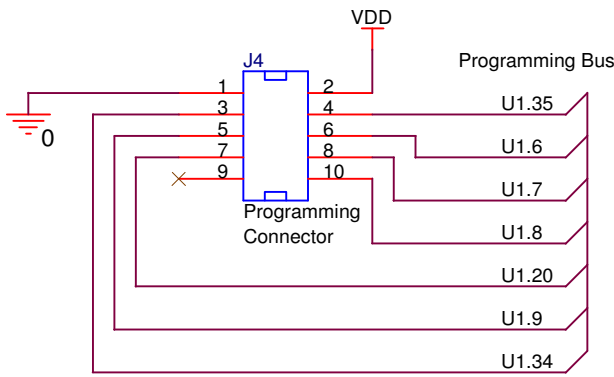 VDD
J4
Programming Bus
1 2
3 4
5 6
7 8
9 10
0
Programming
Connector
U1.35
U1.6
U1.7
U1.8
U1.20
U1.9
U1.34